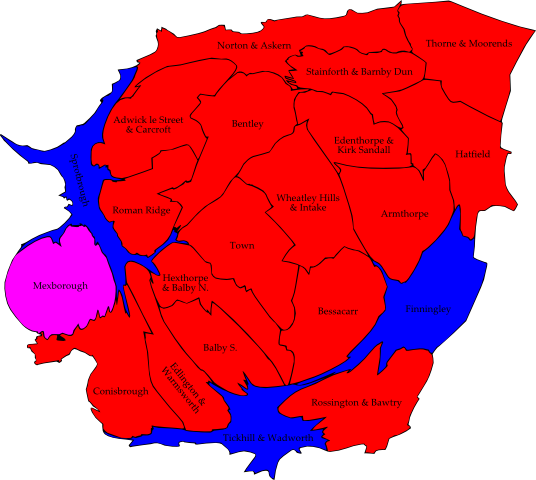 Norton & Askern
Thorne & Moorends
Stainforth & Barnby Dun
Adwick le Street
& Carcroft
Bentley
Edenthorpe &
Kirk Sandall
Hatfield
Sprotbrough
Roman Ridge
Wheatley Hills
& Intake
Armthorpe
Town
Mexborough
Hexthorpe
& Balby N.
Bessacarr
Finningley
Balby S.
Edlington &
Warmsworth
Conisbrough
Rossington & Bawtry
Tickhill & Wadworth